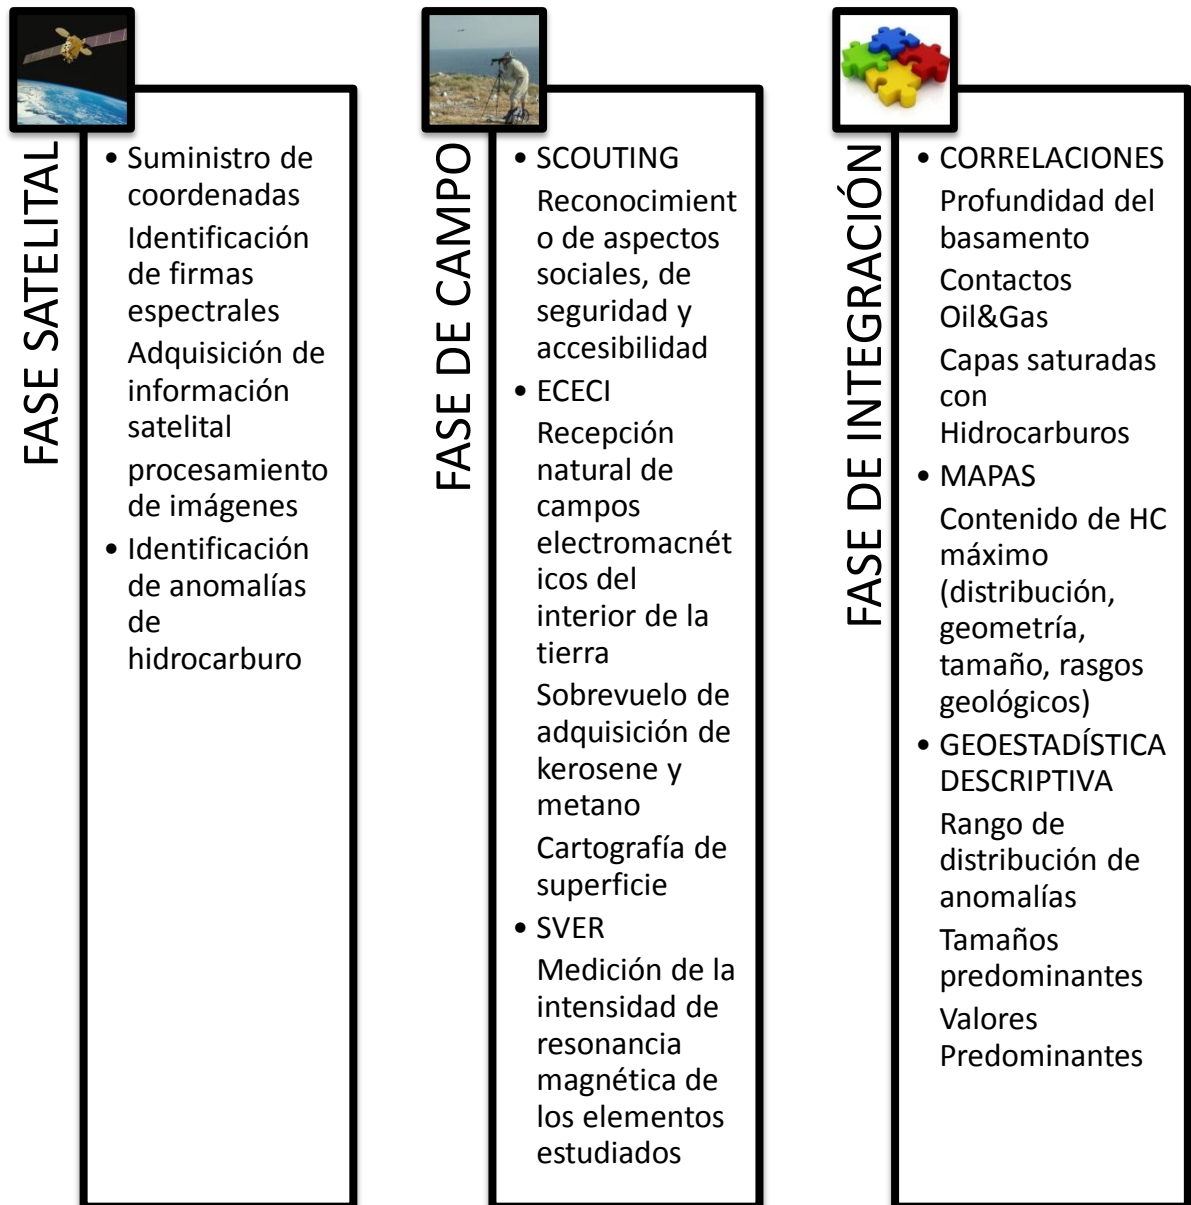 FASE SATELITAL
• Suministro de
coordenadas
Identificación
de firmas
espectrales
Adquisición de
información
satelital
procesamiento
de imágenes
• Identificación
de anomalías
de
hidrocarburo
FASE DE CAMPO
• SCOUTING
Reconocimient
o de aspectos
sociales, de
seguridad y
accesibilidad
• ECECI
Recepción
natural de
campos
electromacnét
icos del
interior de la
tierra
Sobrevuelo de
adquisición de
kerosene y
metano
Cartografía de
superficie
• SVER
Medición de la
intensidad de
resonancia
magnética de
los elementos
estudiados
FASE DE INTEGRACIÓN
• CORRELACIONES
Profundidad del
basamento
Contactos
Oil&Gas
Capas saturadas
con
Hidrocarburos
• MAPAS
Contenido de HC
máximo
(distribución,
geometría,
tamaño, rasgos
geológicos)
• GEOESTADÍSTICA
DESCRIPTIVA
Rango de
distribución de
anomalías
Tamaños
predominantes
Valores
Predominantes